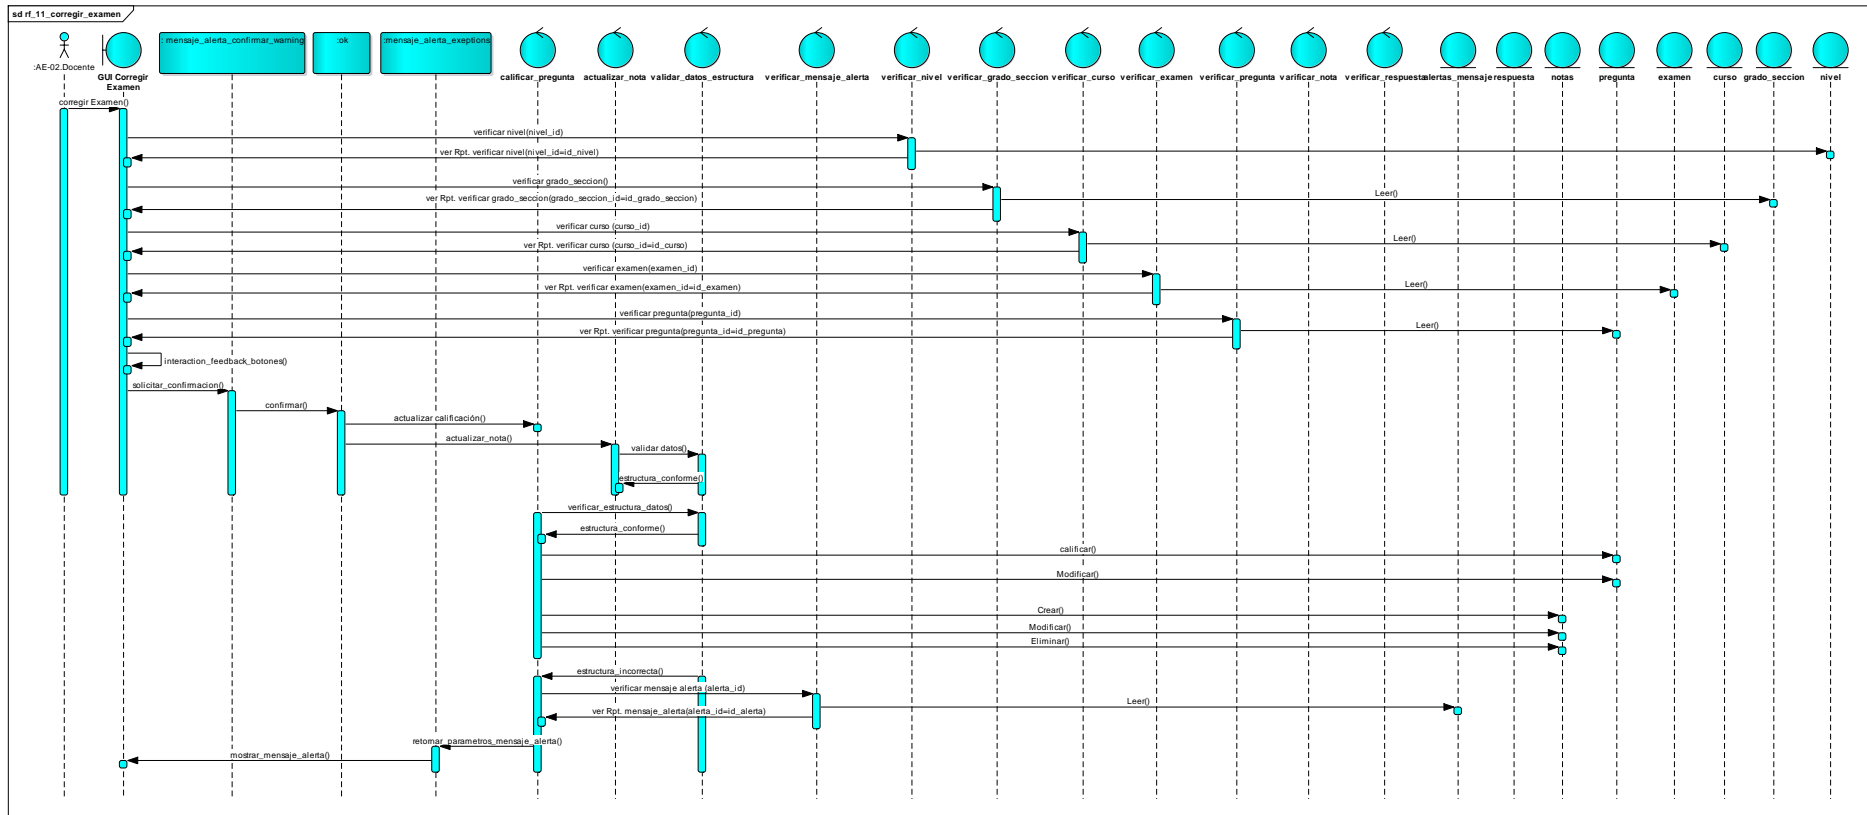 sd rf_11_corregir_examen
: mensaje_alerta_confirmar_warning
:ok
:mensaje_alerta_exeptions
:AE-02.Docente
GUI Corregir
Examen
calificar_pregunta
actualizar_nota
validar_datos_estructura
verificar_mensaje_alerta
verificar_nivel
verificar_grado_seccion
verificar_curso
verificar_examen
verificar_pregunta
varificar_nota
verificar_respuesta
alertas_mensaje
respuesta
notas
pregunta
examen
curso
grado_seccion
nivel
corregir Examen()
verificar nivel(nivel_id)
ver Rpt. verificar nivel(nivel_id=id_nivel)
verificar grado_seccion()
ver Rpt. verificar grado_seccion(grado_seccion_id=id_grado_seccion)
Leer()
verificar curso (curso_id)
ver Rpt. verificar curso (curso_id=id_curso)
Leer()
verificar examen(examen_id)
ver Rpt. verificar examen(examen_id=id_examen)
Leer()
verificar pregunta(pregunta_id)
ver Rpt. verificar pregunta(pregunta_id=id_pregunta)
Leer()
interaction_feedback_botones()
solicitar_confirmacion()
confirmar()
actualizar calificación()
actualizar_nota()
validar datos()
estructura_conforme()
verificar_estructura_datos()
estructura_conforme()
calificar()
Modificar()
Crear()
Modificar()
Eliminar()
estructura_incorrecta()
verificar mensaje alerta (alerta_id)
Leer()
ver Rpt. mensaje_alerta(alerta_id=id_alerta)
retornar_parametros_mensaje_alerta()
mostrar_mensaje_alerta()